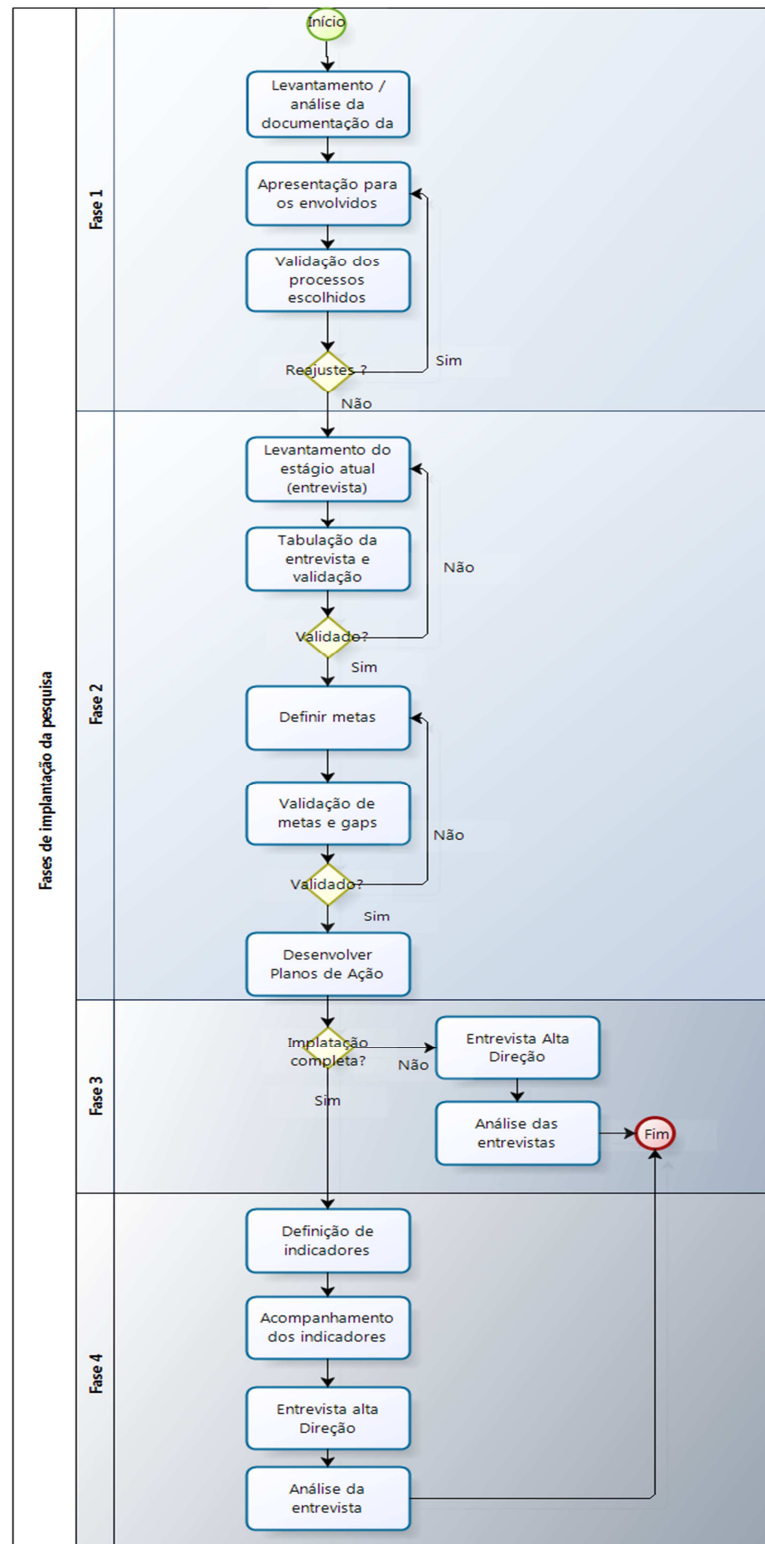 Fases de implantação da pesquisa
Fase 1
Início
Levantamento /
análise da
documentação da
Apresentação para
os envolvidos
Validação dos
processos
escolhidos
Reajustes ?
Sim
Não
Fase 2
Levantamento do
estágio atual
(entrevista)
Tabulação da
entrevista e
validação
Não
Validado?
Sim
Definir metas
Validação de
metas e gaps
Não
Validado?
Sim
Desenvolver
Planos de Ação
Fase 3
Implatação
completa?
Não
Sim
Entrevista Alta
Direção
Análise das
entrevistas
Fim
Fase 4
Definição de
indicadores
Acompanhamento
dos indicadores
Entrevista alta
Direção
Análise da
entrevista